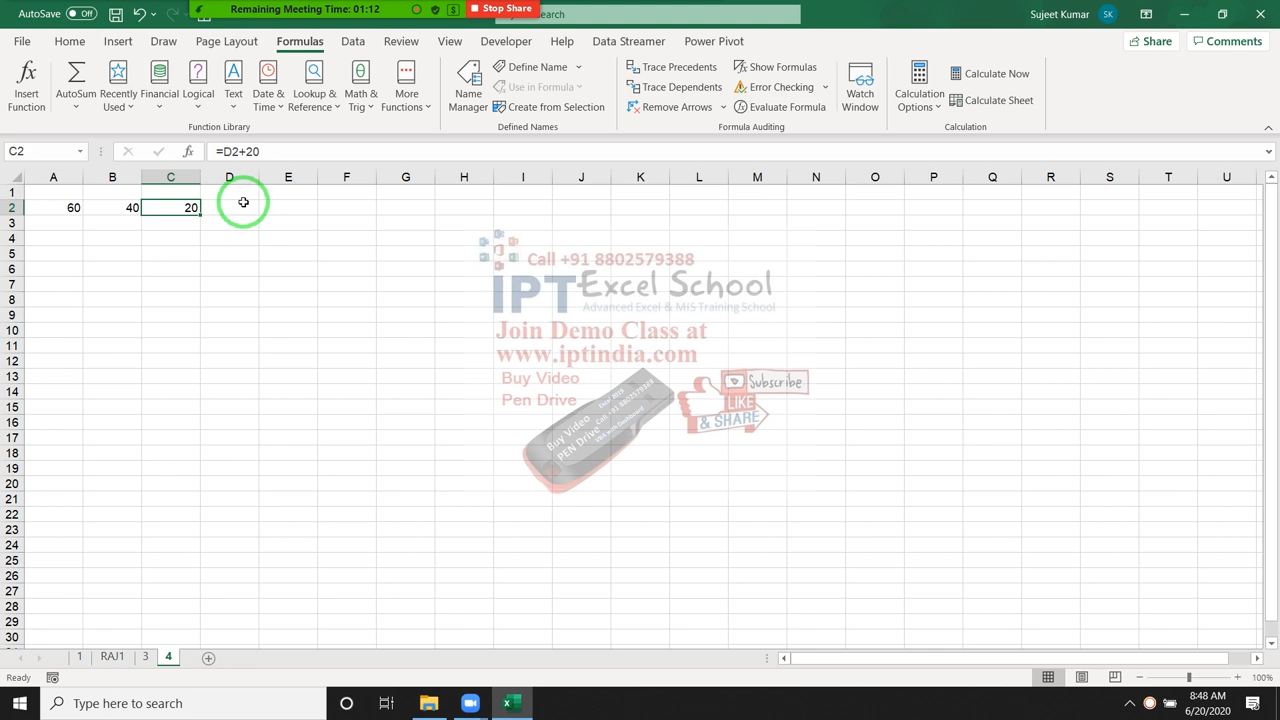 AutoSave Off
Remaining Meeting Time: 01:12
Stop Share
Search
Sujeet Kumar
SK
File Home Insert Draw Page Layout Formulas Data Review View Developer Help Data Streamer Power Pivot
Share
Comments
Insert Function
AutoSum
Recently Used
Financial
Logical
Text
Date & Time
Lookup & Reference
Math & Trig
More Functions
Function Library
Name Manager
Define Name
Use in Formula
Create from Selection
Defined Names
Trace Precedents
Trace Dependents
Remove Arrows
Show Formulas
Error Checking
Evaluate Formula
Formula Auditing
Watch Window
Calculation Options
Calculate Now
Calculate Sheet
Calculation
C2
fx
=D2+20
A B C D E F G H I J K L M N O P Q R S T U
1
2 60 40 20
3
4
5
6
7
8
9
10
11
12
13
14
15
16
17
18
19
20
21
22
23
24
25
26
27
28
29
30
Call +91 8802579388
IPT Excel School
Advanced Excel & MIS Training School
Join Demo Class at
www.iptindia.com
Buy Video
Pen Drive
Buy Video
PEN Drive
Subscribe
LIKE
& SHARE
1 RAJ1 3 4
Ready
100%
Type here to search
8:48 AM
6/20/2020